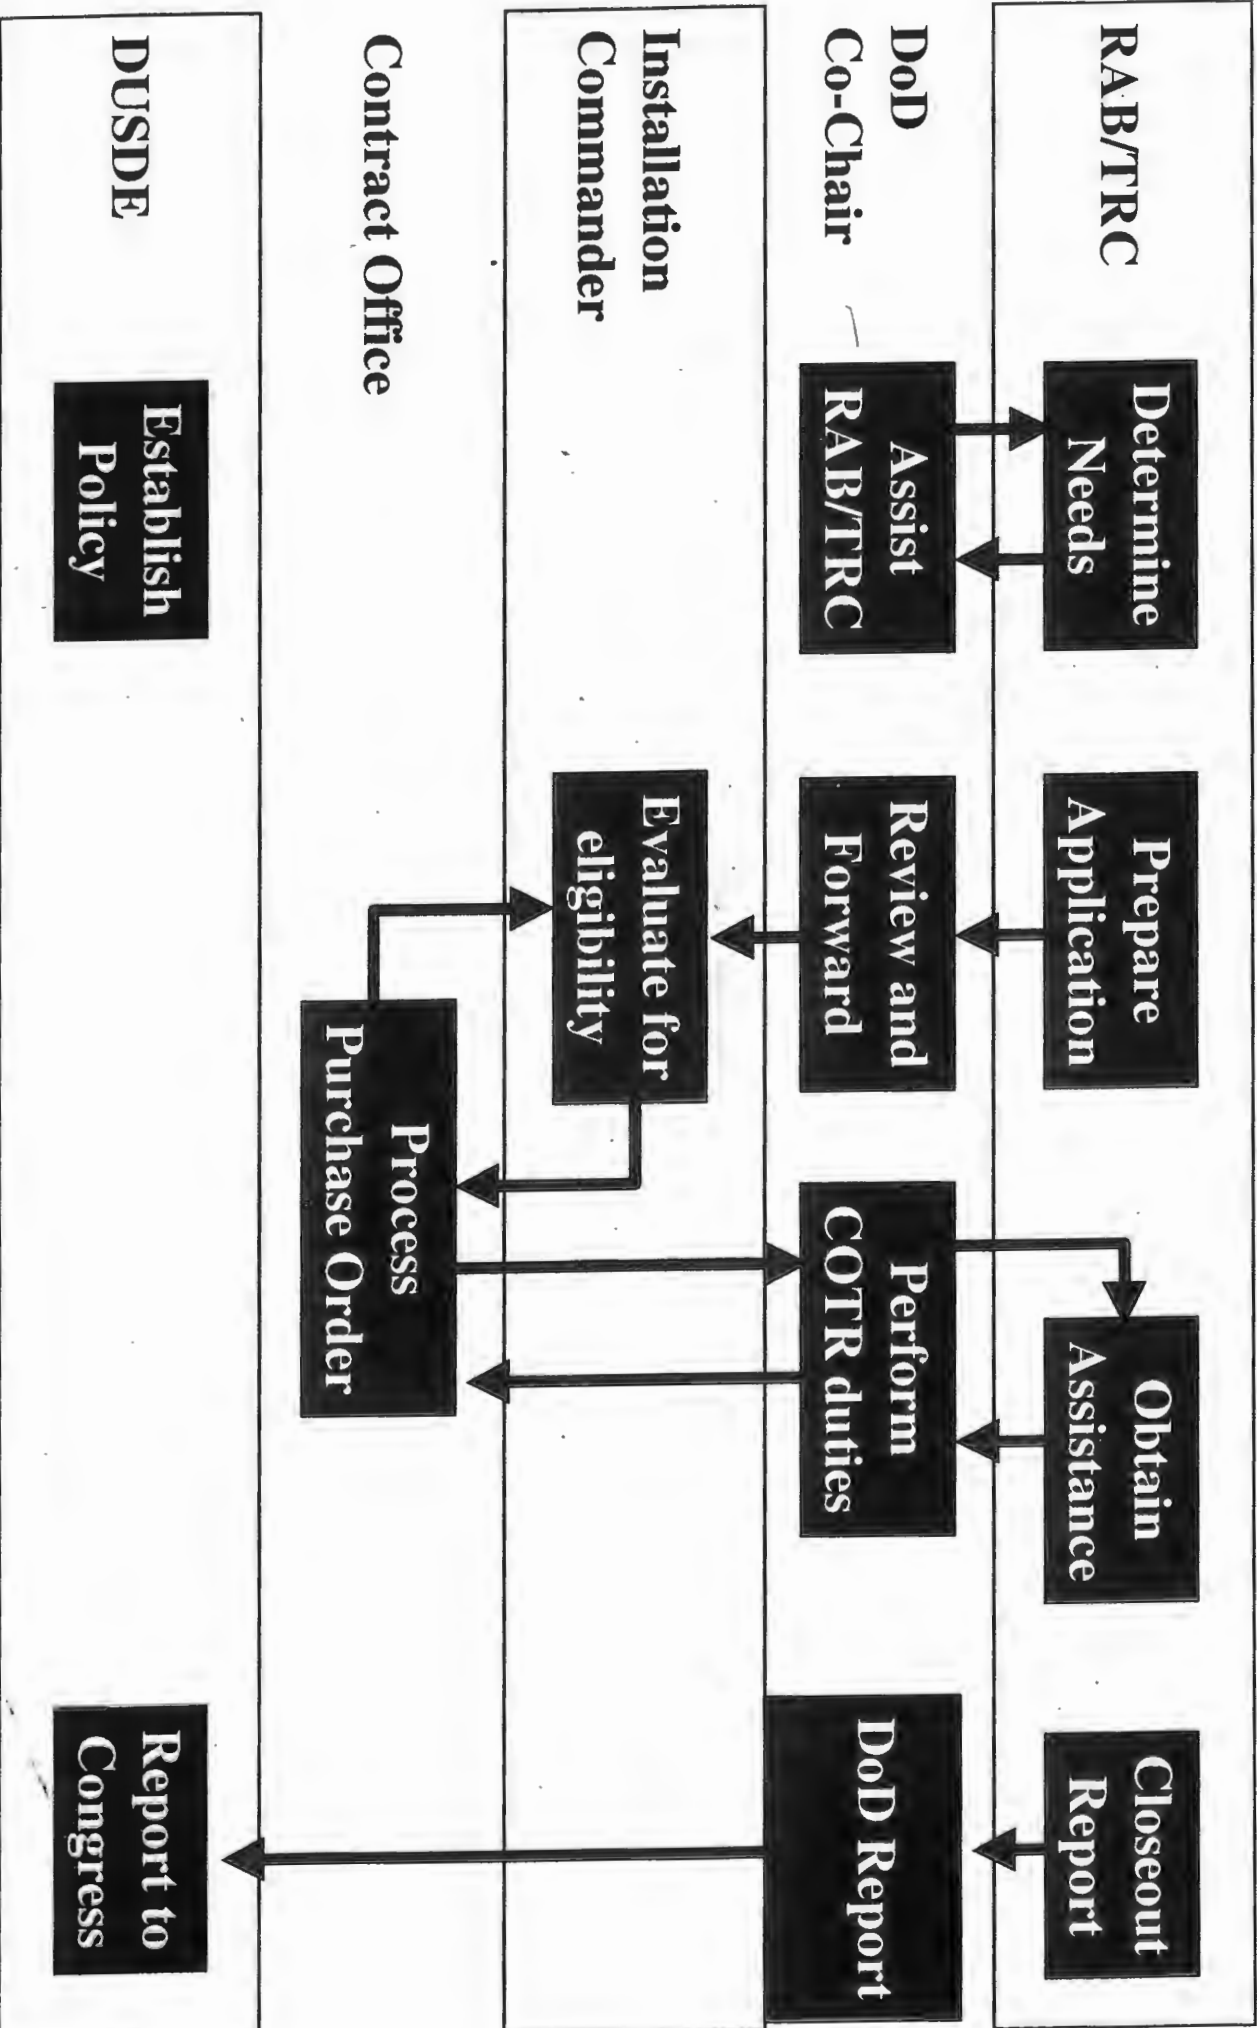 RAB/TRC
Determine
Needs
Prepare
Application
Obtain
Assistance
Closeout
Report
DoD
Co-Chair
Assist
RAB/TRC
Review and
Forward
Perform
COTR duties
DoD Report
Installation
Commander
Evaluate for
eligibility
Contract Office
Process
Purchase Order
DUSDE
Establish
Policy
Report to
Congress